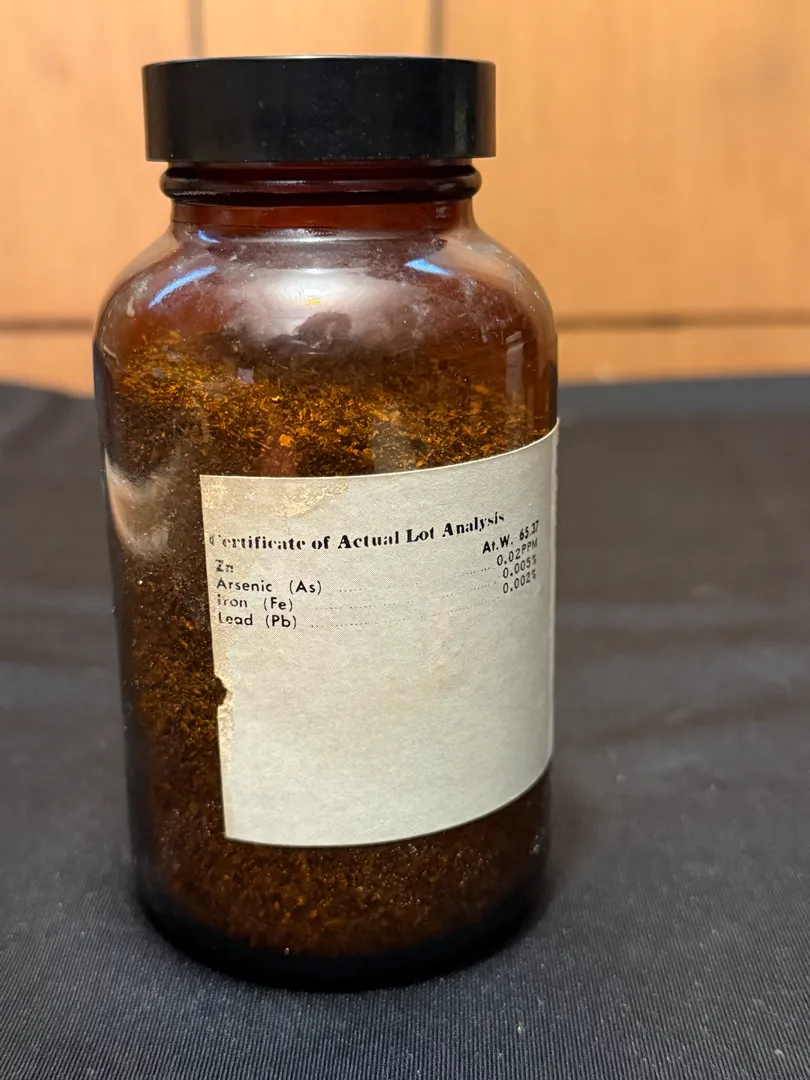 Certificate of Actual Lot Analysis
Zn At.W. 65.37
Arsenic (As) ..... 0.02PPM
Iron (Fe) ..... 0.005%
Lead (Pb) ..... 0.002%